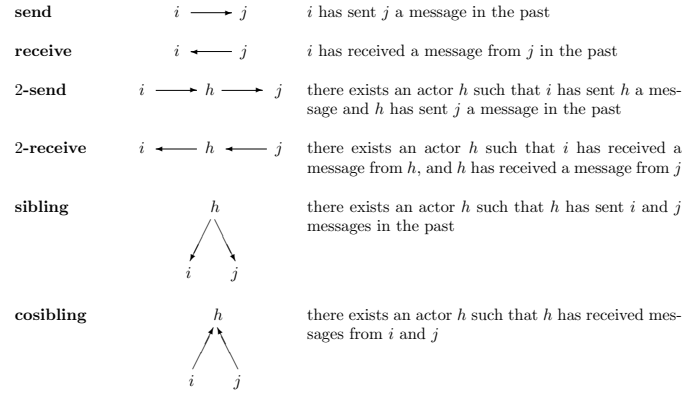 send i j i has sent j a message in the past
receive i j i has received a message from j in the past
2-send i h j there exists an actor h such that i has sent h a mes-
sage and h has sent j a message in the past
2-receive i h j there exists an actor h such that i has received a
message from h, and h has received a message from j
sibling h there exists an actor h such that h has sent i and j
messages in the past
i j
cosibling h there exists an actor h such that h has received mes-
sages from i and j
i j